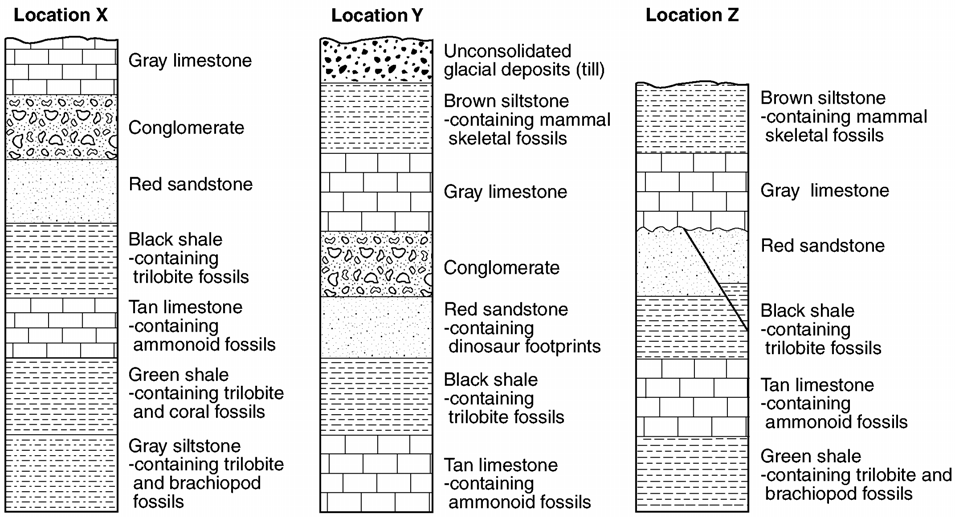 Location X
Gray limestone
Conglomerate
Red sandstone
Black shale
-containing
trilobite fossils
Tan limestone
-containing
ammonoid fossils
Green shale
-containing trilobite
and coral fossils
Gray siltstone
-containing trilobite
and brachiopod
fossils
Location Y
Unconsolidated
glacial deposits (till)
Brown siltstone
-containing mammal
skeletal fossils
Gray limestone
Conglomerate
Red sandstone
-containing
dinosaur footprints
Black shale
-containing
trilobite fossils
Tan limestone
-containing
ammonoid fossils
Location Z
Brown siltstone
-containing mammal
skeletal fossils
Gray limestone
Red sandstone
Black shale
-containing
trilobite fossils
Tan limestone
-containing
ammonoid fossils
Green shale
-containing trilobite and
brachiopod fossils